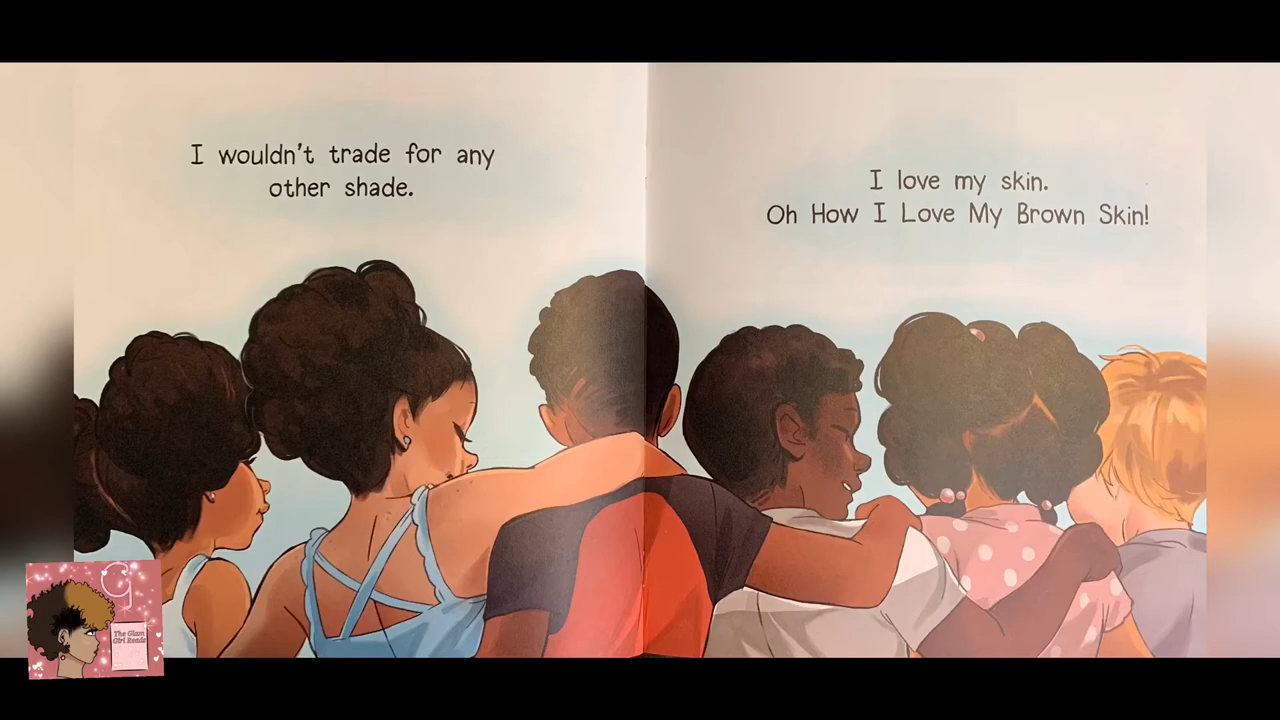 I wouldn't trade for any
other shade.
I love my skin.
Oh How I Love My Brown Skin!
The Glam
Girl Reads